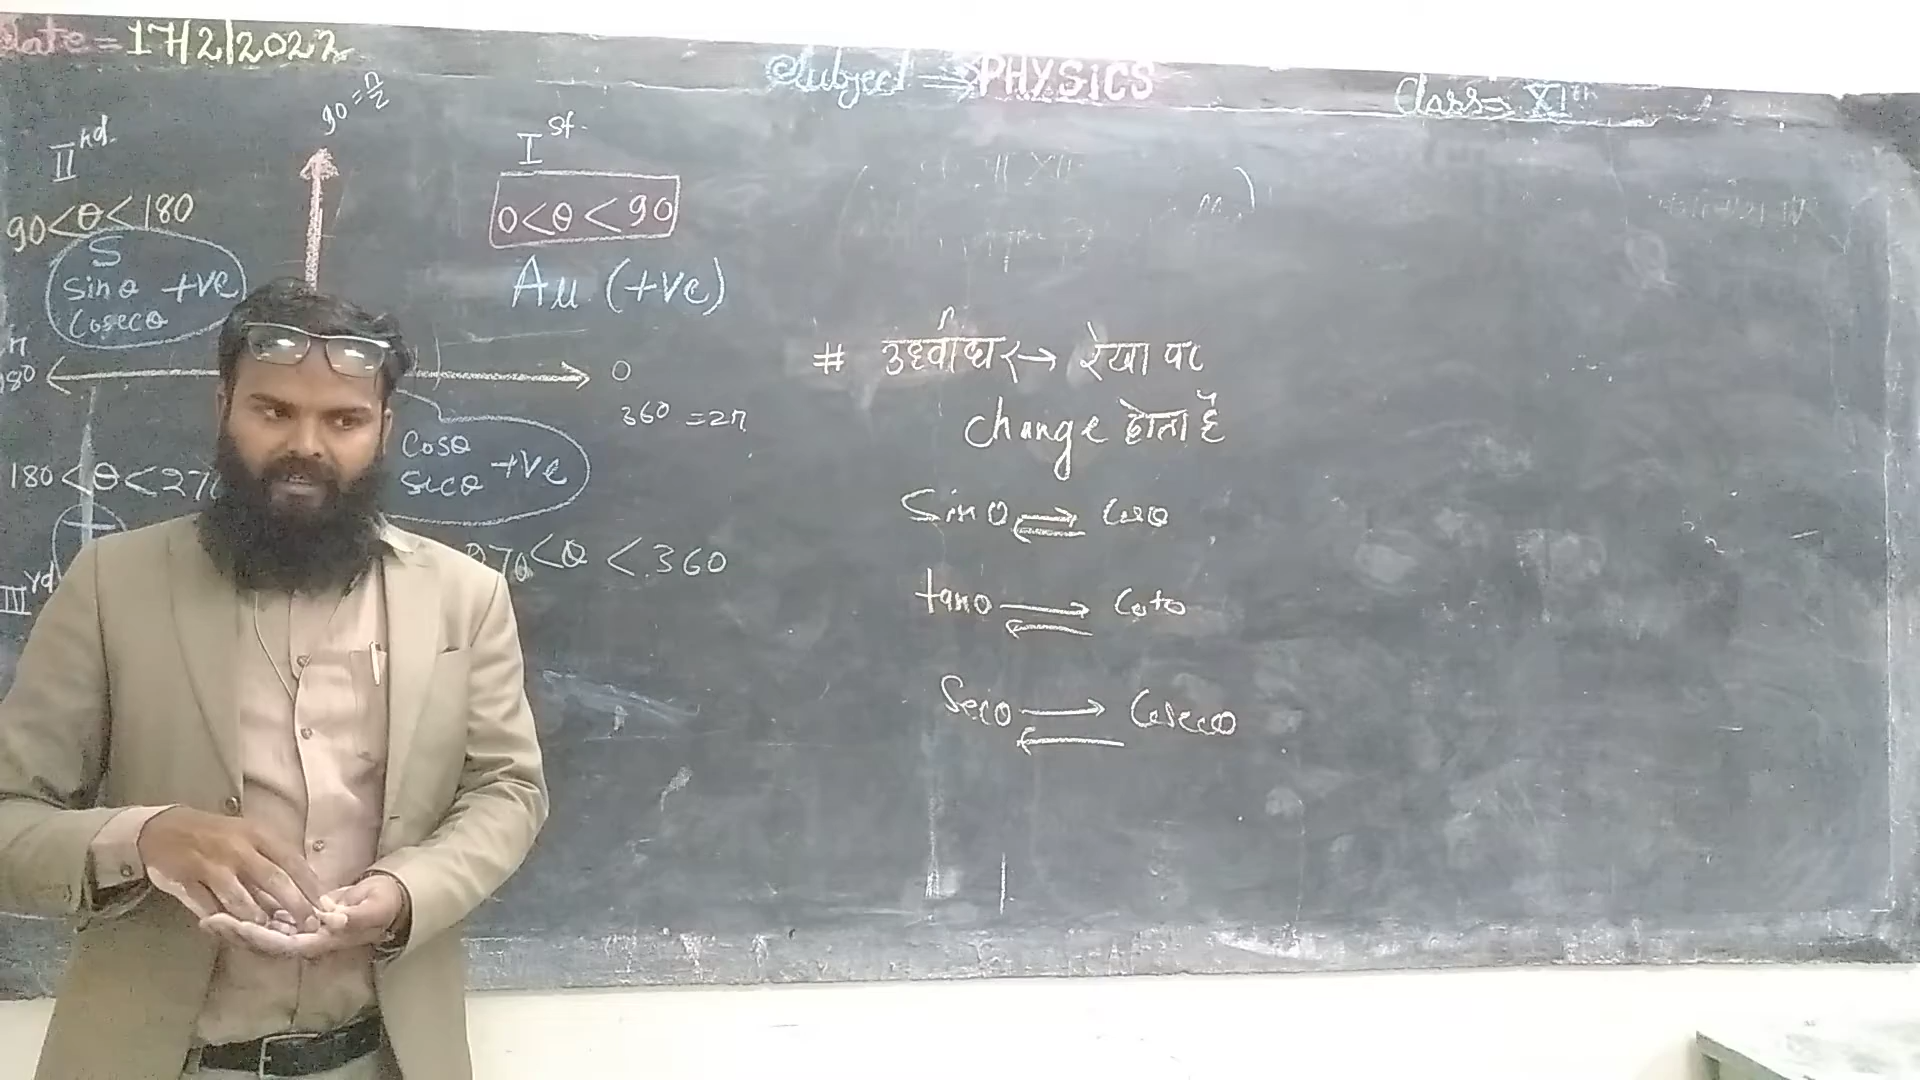 Date = 17/2/2022
Subject → PHYSICS
Class → XIth
90 = π/2
IInd
Ist
90<θ<180
0<θ<90
S
sinθ +ve
Cosecθ
All (+ve)
π
180
0
360 = 2π
Cosθ
Secθ +ve
180<θ<270
270<θ<360
IIIrd
# उर्ध्वाधर → रेखा पर
change होता है
Sinθ ⇌ Cosθ
tanθ ⇌ Cotθ
Secθ ⇌ Cosecθ